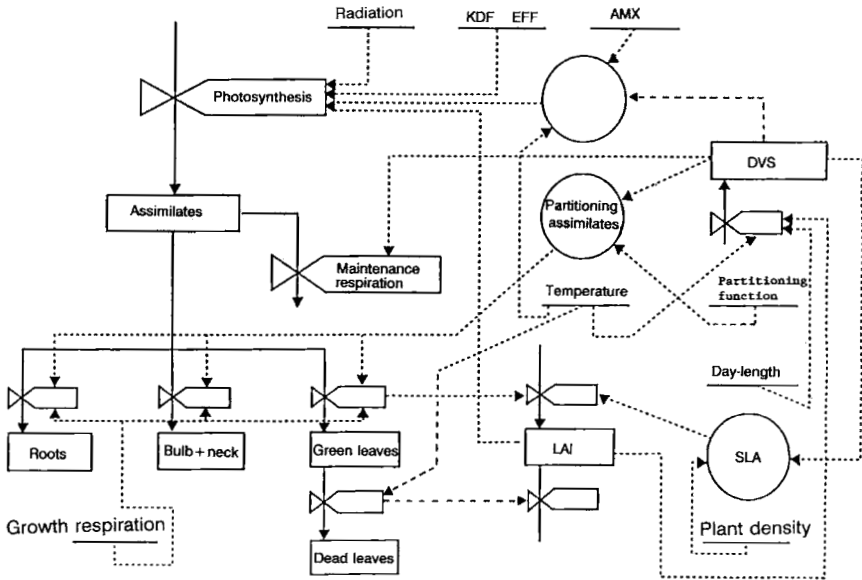 Radiation
KDF EFF
AMX
Photosynthesis
DVS
Assimilates
Partitioning
assimilates
Maintenance
respiration
Temperature
Partitioning
function
Day-length
Roots
Bulb + neck
Green leaves
LAI
SLA
Growth respiration
Plant density
Dead leaves